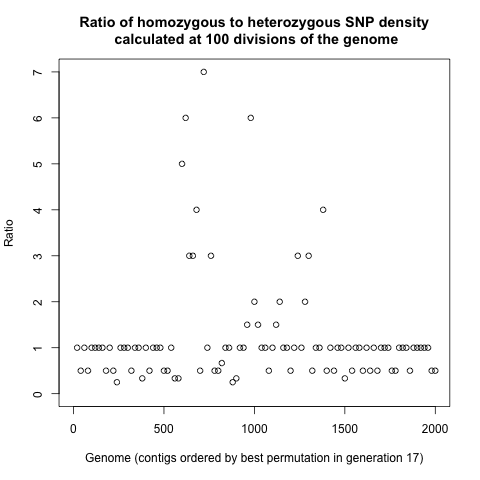 Ratio of homozygous to heterozygous SNP density
calculated at 100 divisions of the genome
7
6
5
4
3
2
1
0
Ratio
0 500 1000 1500 2000
Genome (contigs ordered by best permutation in generation 17)